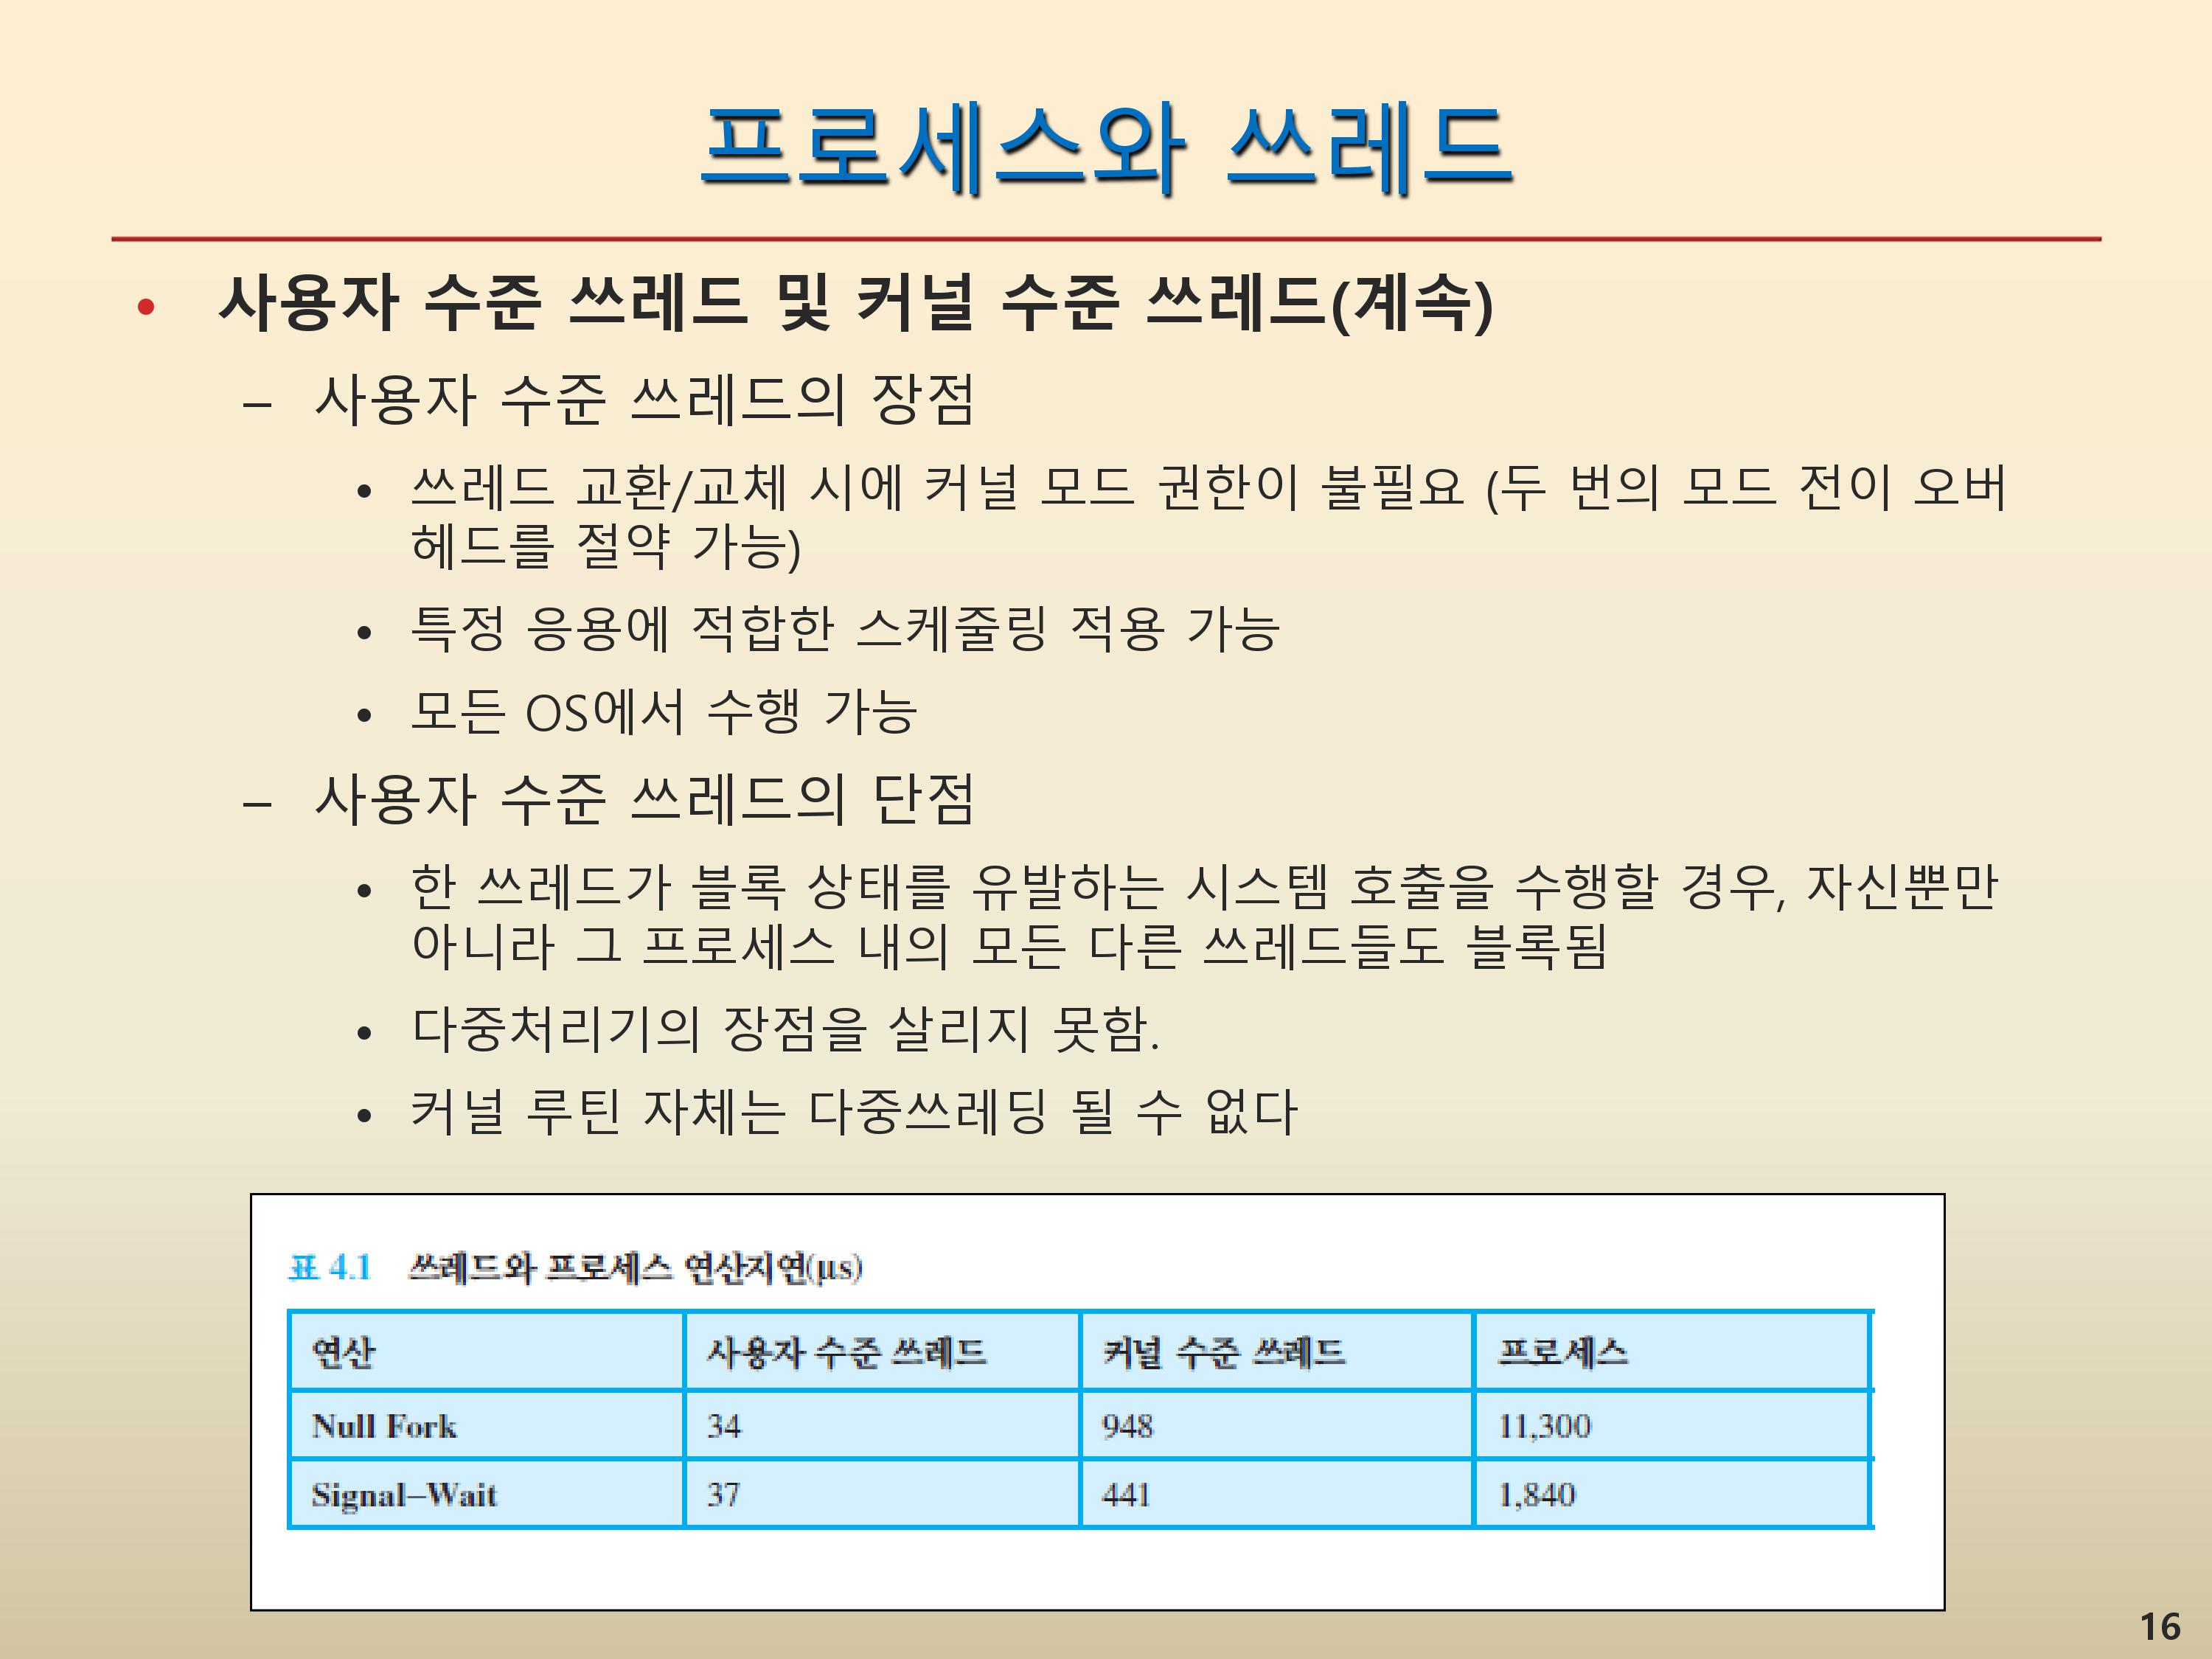 프로세스와 쓰레드
• 사용자 수준 쓰레드 및 커널 수준 쓰레드(계속)
– 사용자 수준 쓰레드의 장점
• 쓰레드 교환/교체 시에 커널 모드 권한이 불필요 (두 번의 모드 전이 오버
헤드를 절약 가능)
• 특정 응용에 적합한 스케줄링 적용 가능
• 모든 OS에서 수행 가능
– 사용자 수준 쓰레드의 단점
• 한 쓰레드가 블록 상태를 유발하는 시스템 호출을 수행할 경우, 자신뿐만
아니라 그 프로세스 내의 모든 다른 쓰레드들도 블록됨
• 다중처리기의 장점을 살리지 못함.
• 커널 루틴 자체는 다중쓰레딩 될 수 없다
표 4.1 쓰레드와 프로세스 연산지연(μs)
연산 사용자 수준 쓰레드 커널 수준 쓰레드 프로세스
Null Fork 34 948 11,300
Signal–Wait 37 441 1,840
16